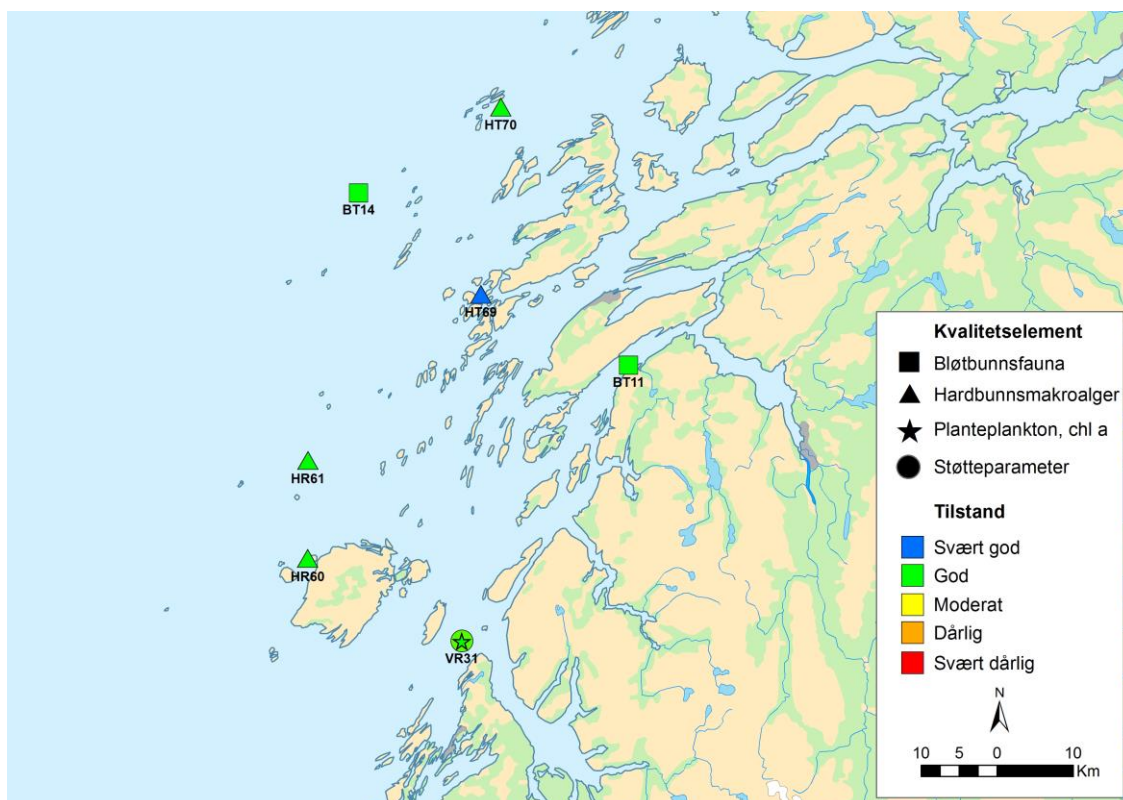 HT70
BT14
HT69
BT11
HR61
HR60
VR31
Kvalitetselement
Bløtbunnsfauna
Hardbunnsmakroalger
Planteplankton, chl a
Støtteparameter
Tilstand
Svært god
God
Moderat
Dårlig
Svært dårlig
N
10 5 0 10
Km